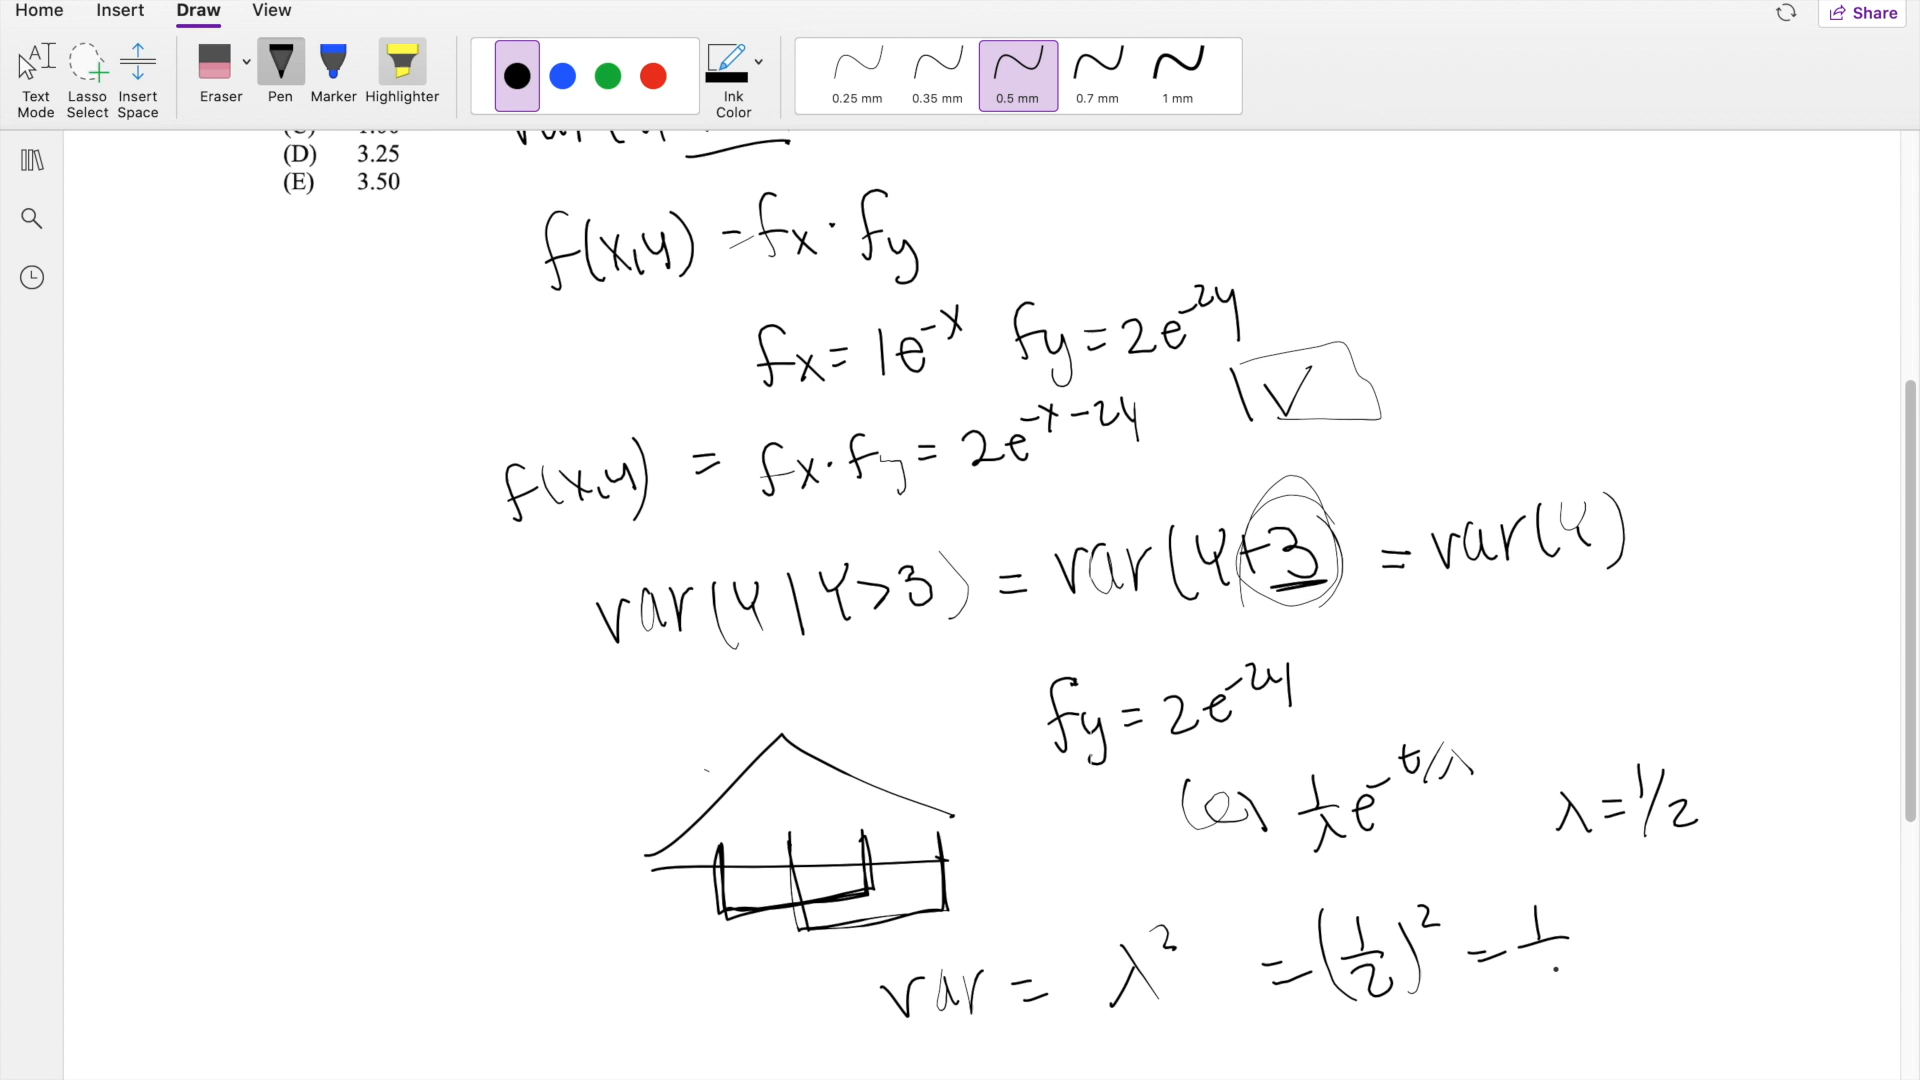 Home Insert Draw View Share
Text Mode
Lasso Select
Insert Space
Eraser
Pen
Marker
Highlighter
Ink Color
0.25 mm
0.35 mm
0.5 mm
0.7 mm
1 mm
(D) 3.25
(E) 3.50
f(x,y) = fx · fy
fx = 1e^-x fy = 2e^-2y
f(x,y) = fx · fy = 2e^-x-2y
var(Y | Y>3) = var(Y+3) = var(Y)
fy = 2e^-2y
1/λ e^-t/λ λ = 1/2
var = λ² = (1/2)² = 1